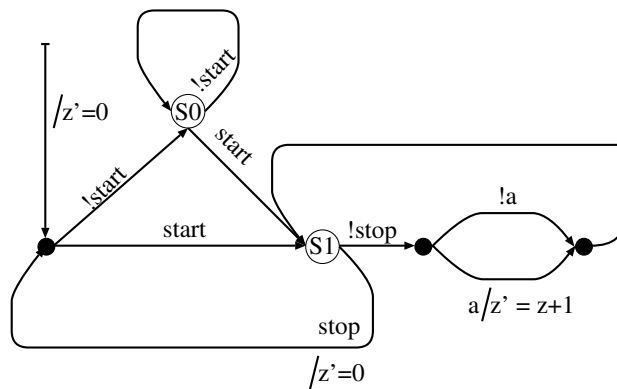 !start
S0
/z'=0
start
!start
!a
start
S1
!stop
a/z' = z+1
stop
/z'=0